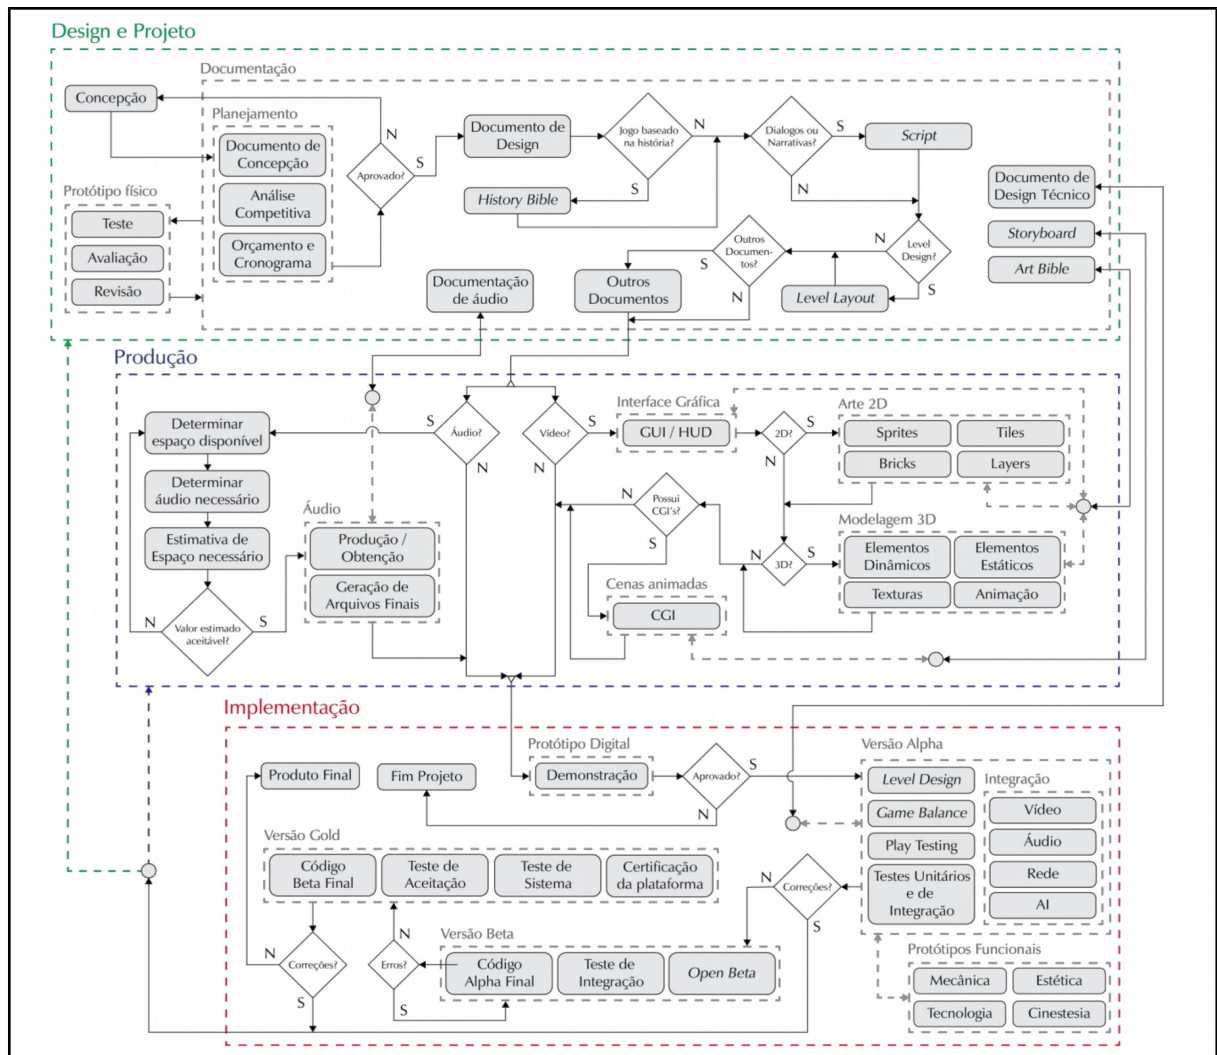 Design e Projeto
Documentação
Concepção
Planejamento
Documento de
Concepção
Análise
Competitiva
Orçamento e
Cronograma
Protótipo físico
Teste
Avaliação
Revisão
N
Aprovado?
S
Documento de
Design
Jogo baseado
na história?
N
S
History Bible
Dialogos ou
Narrativas?
S
N
Script
Documento de
Design Técnico
Storyboard
Art Bible
Level
Design?
N
S
Level Layout
Outros
Documen-
tos?
S
N
Outros
Documentos
Documentação
de áudio
Produção
Determinar
espaço disponível
Determinar
áudio necessário
Estimativa de
Espaço necessário
N
Valor estimado
aceitável?
S
Áudio
Produção /
Obtenção
Geração de
Arquivos Finais
S
Áudio?
N
Vídeo?
S
N
Interface Gráfica
GUI / HUD
2D?
S
N
Arte 2D
Sprites
Tiles
Bricks
Layers
N
Possui
CGI's?
S
N
3D?
S
Modelagem 3D
Elementos
Dinâmicos
Elementos
Estáticos
Texturas
Animação
Cenas animadas
CGI
Implementação
Produto Final
Fim Projeto
Protótipo Digital
Demonstração
Aprovado?
S
N
Versão Alpha
Level Design
Game Balance
Play Testing
Testes Unitários
e de
Integração
Integração
Vídeo
Áudio
Rede
AI
Versão Gold
Código
Beta Final
Teste de
Aceitação
Teste de
Sistema
Certificação
da plataforma
N
Correções?
S
N
Correções?
S
N
Erros?
S
Versão Beta
Código
Alpha Final
Teste de
Integração
Open Beta
Protótipos Funcionais
Mecânica
Estética
Tecnologia
Cinestesia